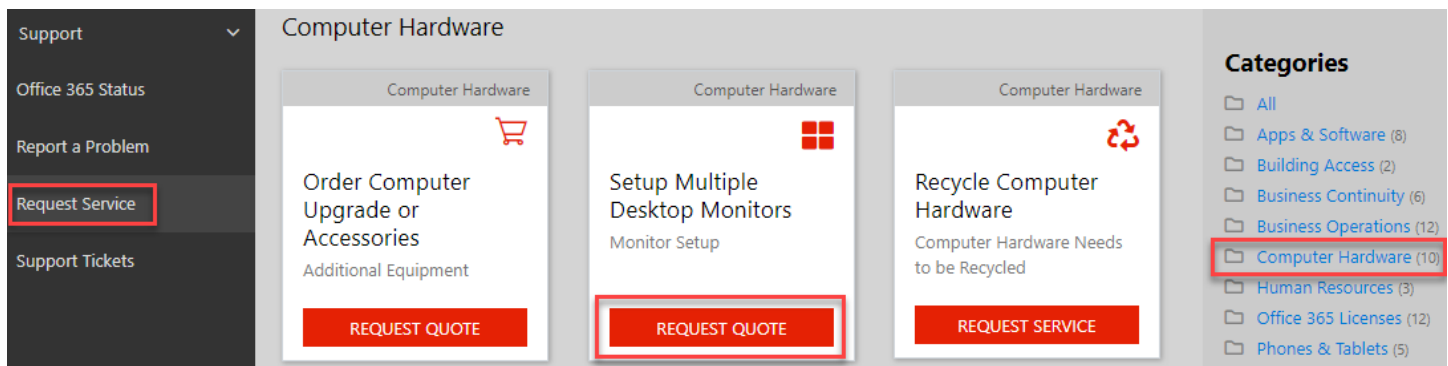 Support
Office 365 Status
Report a Problem
Request Service
Support Tickets
Computer Hardware
Computer Hardware
Order Computer
Upgrade or
Accessories
Additional Equipment
REQUEST QUOTE
Computer Hardware
Setup Multiple
Desktop Monitors
Monitor Setup
REQUEST QUOTE
Computer Hardware
Recycle Computer
Hardware
Computer Hardware Needs
to be Recycled
REQUEST SERVICE
Categories
All
Apps & Software (8)
Building Access (2)
Business Continuity (6)
Business Operations (12)
Computer Hardware (10)
Human Resources (3)
Office 365 Licenses (12)
Phones & Tablets (5)